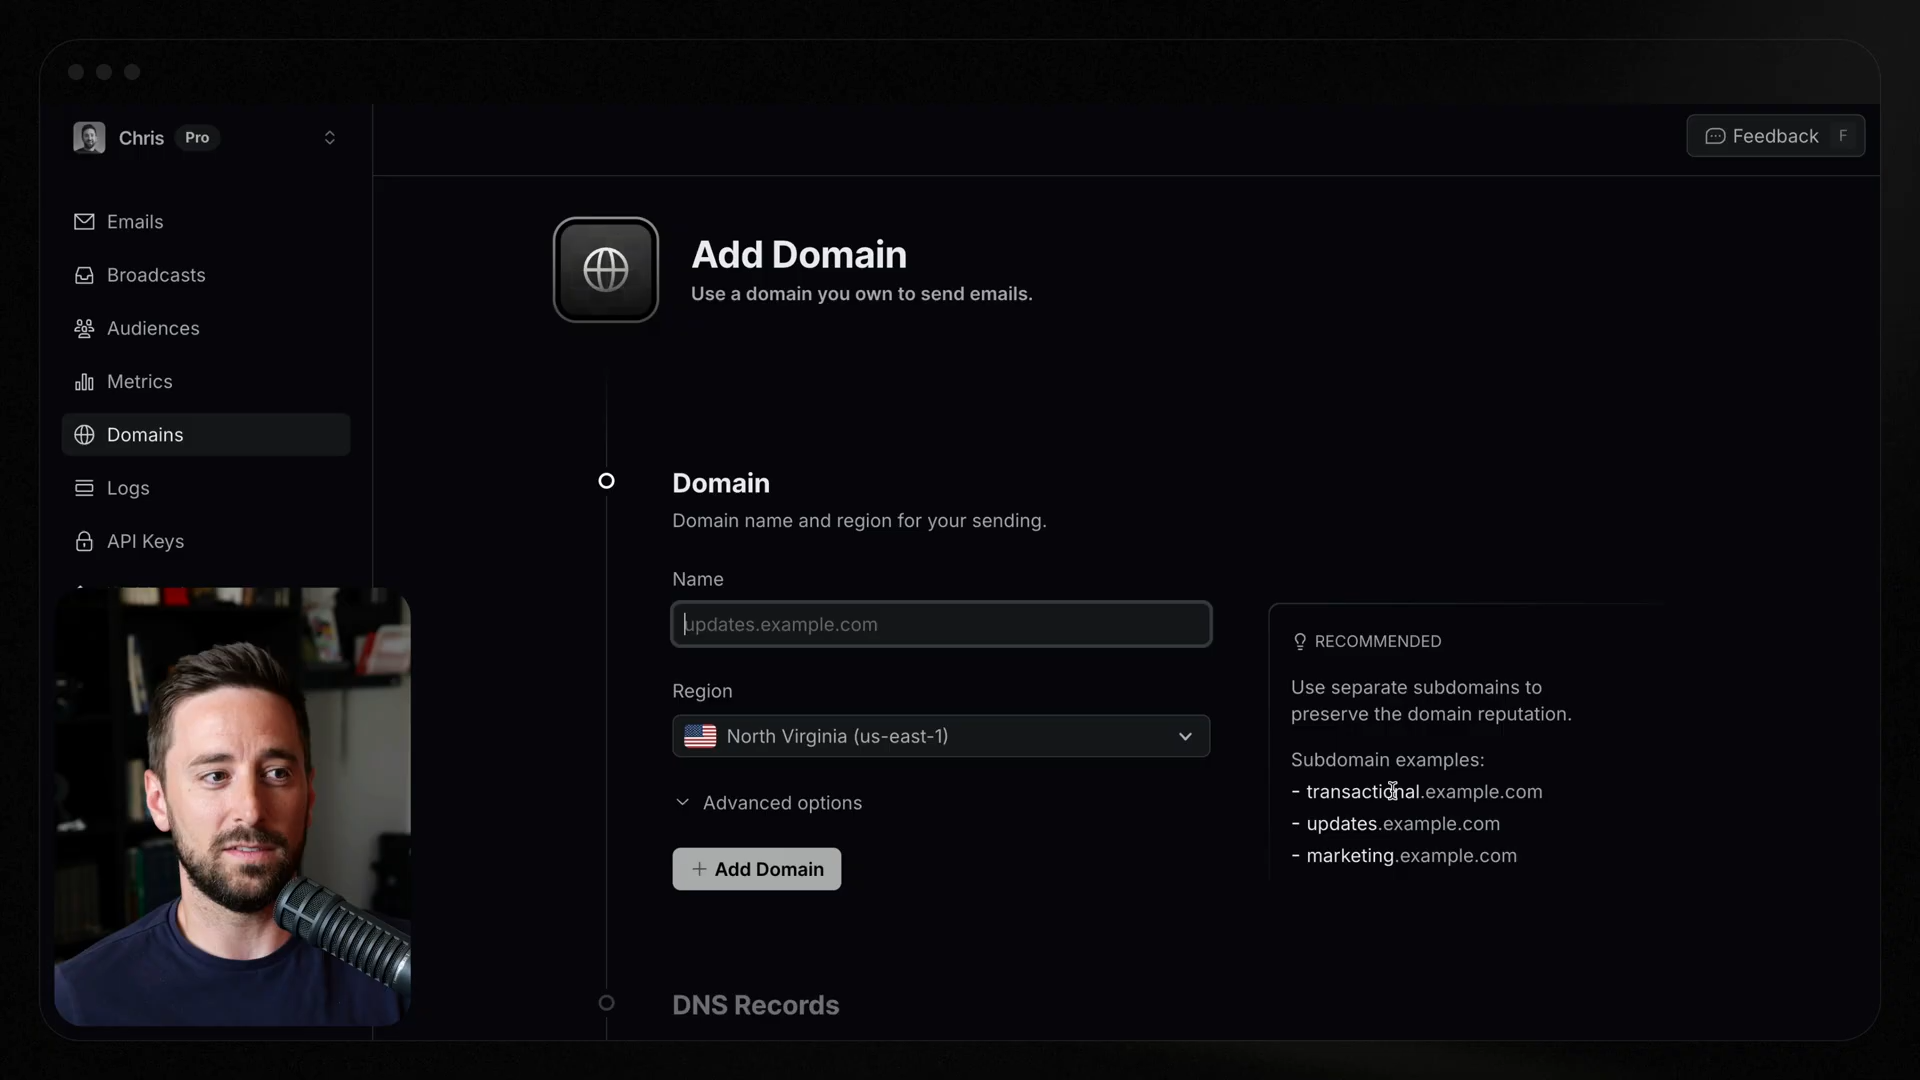 Chris Pro
Feedback F
Emails
Broadcasts
Audiences
Metrics
Domains
Logs
API Keys
Add Domain
Use a domain you own to send emails.
Domain
Domain name and region for your sending.
Name
updates.example.com
Region
North Virginia (us-east-1)
Advanced options
+ Add Domain
RECOMMENDED
Use separate subdomains to
preserve the domain reputation.
Subdomain examples:
- transactional.example.com
- updates.example.com
- marketing.example.com
DNS Records